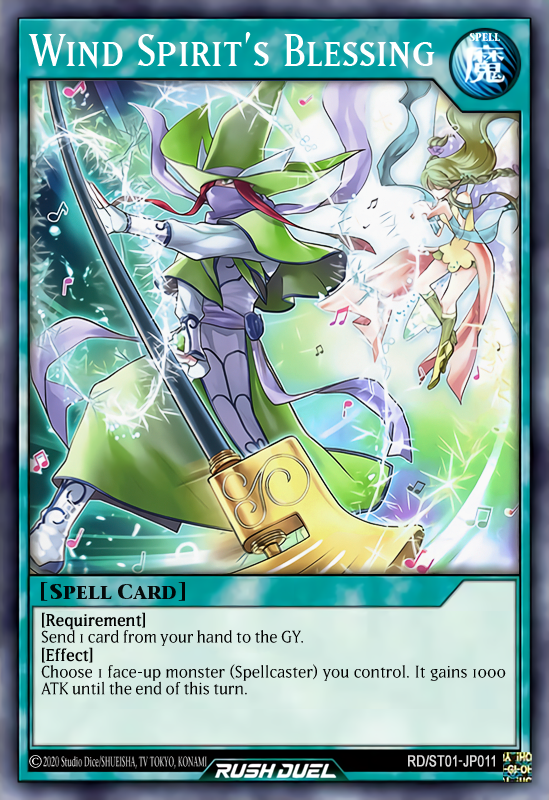 Wind Spirit's Blessing
SPELL
魔
[Spell Card]
[Requirement]
Send 1 card from your hand to the GY.
[Effect]
Choose 1 face-up monster (Spellcaster) you control. It gains 1000
ATK until the end of this turn.
©2020 Studio Dice/SHUEISHA, TV TOKYO, KONAMI
RUSH DUEL
RD/ST01-JP011